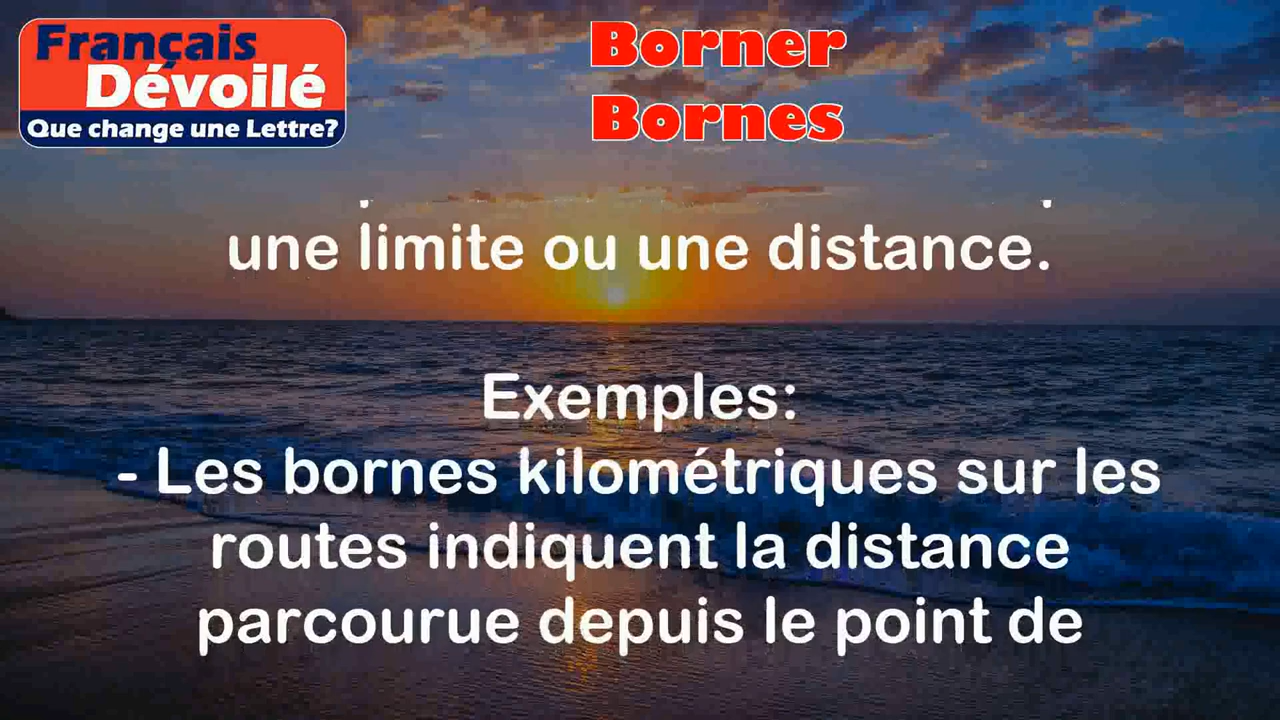 Français
Dévoilé
Que change une Lettre?
Borner
Bornes
une limite ou une distance.
Exemples:
- Les bornes kilométriques sur les
routes indiquent la distance
parcourue depuis le point de